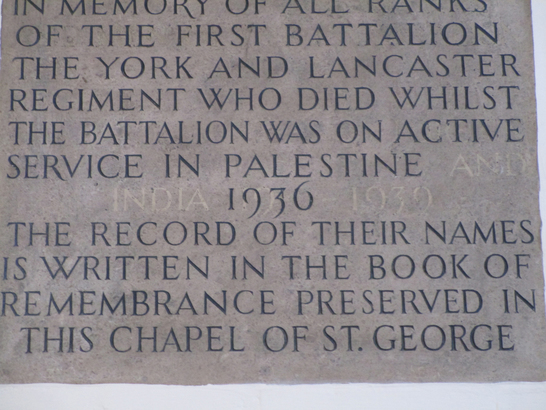 IN MEMORY OF ALL RANKS
OF THE FIRST BATTALION
THE YORK AND LANCASTER
REGIMENT WHO DIED WHILST
THE BATTALION WAS ON ACTIVE
SERVICE IN PALESTINE AND
INDIA 1936 - 1939
THE RECORD OF THEIR NAMES
IS WRITTEN IN THE BOOK OF
REMEMBRANCE PRESERVED IN
THIS CHAPEL OF ST. GEORGE